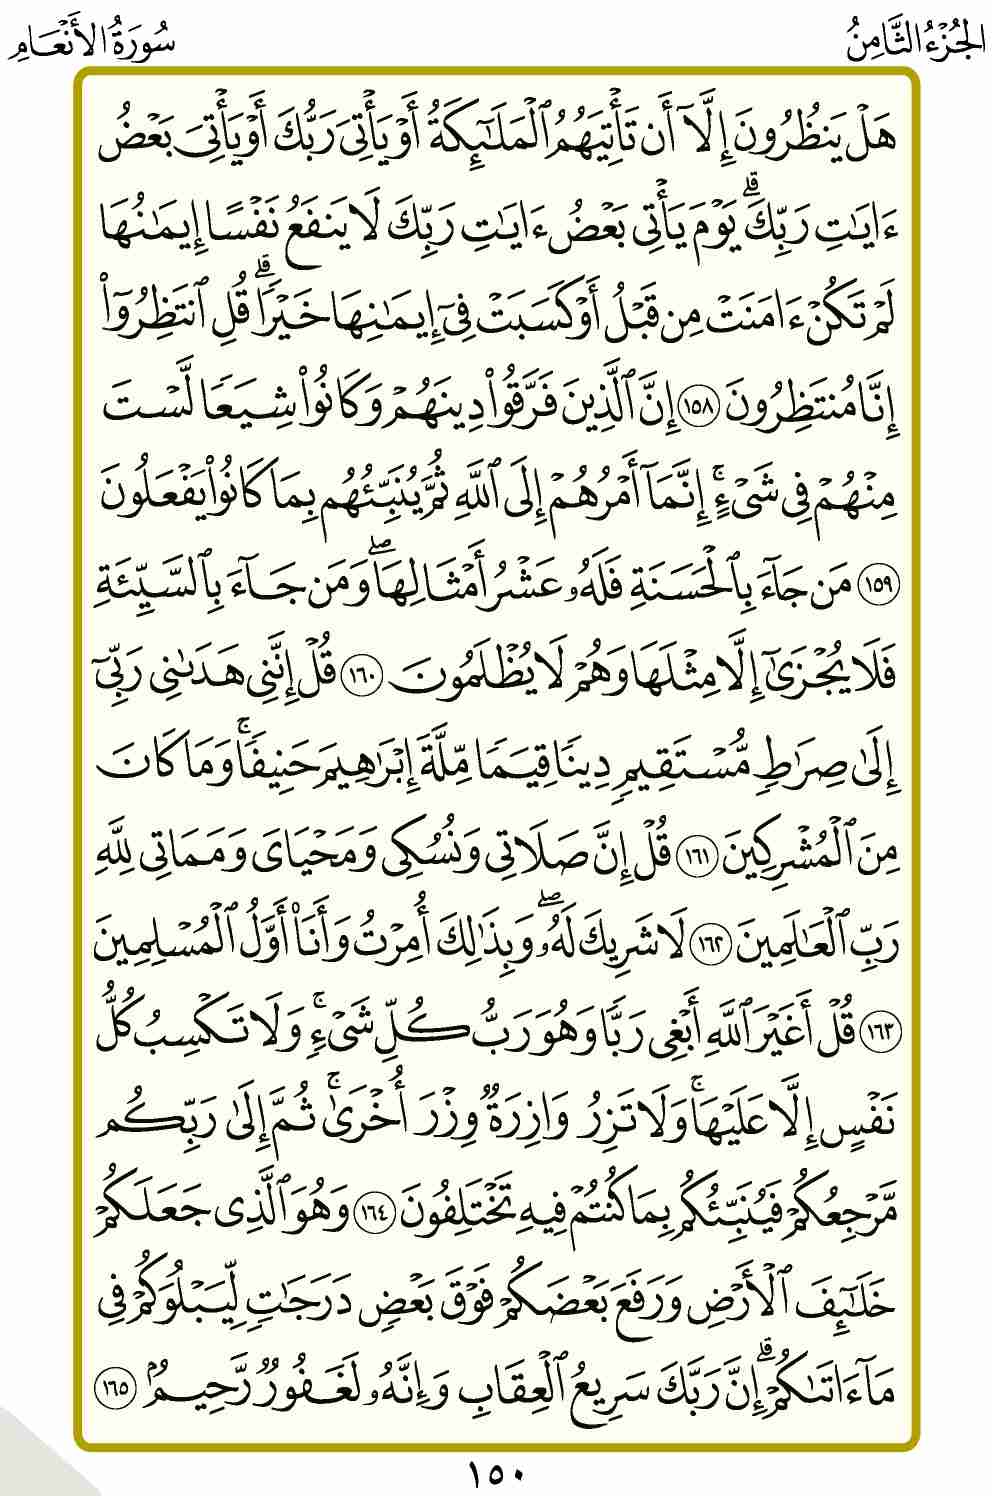 الجُزْءُ الثَّامِنُ
سُورَةُ الأَنْعَامِ
هَلْ يَنظُرُونَ إِلَّآ أَن تَأْتِيَهُمُ ٱلْمَلَٰٓئِكَةُ أَوْ يَأْتِىَ رَبُّكَ أَوْ يَأْتِىَ بَعْضُ
ءَايَٰتِ رَبِّكَ ۗ يَوْمَ يَأْتِى بَعْضُ ءَايَٰتِ رَبِّكَ لَا يَنفَعُ نَفْسًا إِيمَٰنُهَا
لَمْ تَكُنْ ءَامَنَتْ مِن قَبْلُ أَوْ كَسَبَتْ فِىٓ إِيمَٰنِهَا خَيْرًا ۗ قُلِ ٱنتَظِرُوٓا۟
إِنَّا مُنتَظِرُونَ ١٥٨ إِنَّ ٱلَّذِينَ فَرَّقُوا۟ دِينَهُمْ وَكَانُوا۟ شِيَعًا لَّسْتَ
مِنْهُمْ فِى شَىْءٍ ۚ إِنَّمَآ أَمْرُهُمْ إِلَى ٱللَّهِ ثُمَّ يُنَبِّئُهُم بِمَا كَانُوا۟ يَفْعَلُونَ
١٥٩ مَن جَآءَ بِٱلْحَسَنَةِ فَلَهُۥ عَشْرُ أَمْثَالِهَا ۖ وَمَن جَآءَ بِٱلسَّيِّئَةِ
فَلَا يُجْزَىٰٓ إِلَّا مِثْلَهَا وَهُمْ لَا يُظْلَمُونَ ١٦٠ قُلْ إِنَّنِى هَدَىٰنِى رَبِّىٓ
إِلَىٰ صِرَٰطٍ مُّسْتَقِيمٍ دِينًا قِيَمًا مِّلَّةَ إِبْرَٰهِيمَ حَنِيفًا ۚ وَمَا كَانَ
مِنَ ٱلْمُشْرِكِينَ ١٦١ قُلْ إِنَّ صَلَاتِى وَنُسُكِى وَمَحْيَاىَ وَمَمَاتِى لِلَّهِ
رَبِّ ٱلْعَٰلَمِينَ ١٦٢ لَا شَرِيكَ لَهُۥ ۖ وَبِذَٰلِكَ أُمِرْتُ وَأَنَا۠ أَوَّلُ ٱلْمُسْلِمِينَ
١٦٣ قُلْ أَغَيْرَ ٱللَّهِ أَبْغِى رَبًّا وَهُوَ رَبُّ كُلِّ شَىْءٍ ۚ وَلَا تَكْسِبُ كُلُّ
نَفْسٍ إِلَّا عَلَيْهَا ۚ وَلَا تَزِرُ وَازِرَةٌ وِزْرَ أُخْرَىٰ ۚ ثُمَّ إِلَىٰ رَبِّكُم
مَّرْجِعُكُمْ فَيُنَبِّئُكُم بِمَا كُنتُمْ فِيهِ تَخْتَلِفُونَ ١٦٤ وَهُوَ ٱلَّذِى جَعَلَكُمْ
خَلَٰٓئِفَ ٱلْأَرْضِ وَرَفَعَ بَعْضَكُمْ فَوْقَ بَعْضٍ دَرَجَٰتٍ لِّيَبْلُوَكُمْ فِى
مَآ ءَاتَىٰكُمْ ۗ إِنَّ رَبَّكَ سَرِيعُ ٱلْعِقَابِ وَإِنَّهُۥ لَغَفُورٌ رَّحِيمٌۢ ١٦٥
١٥٠